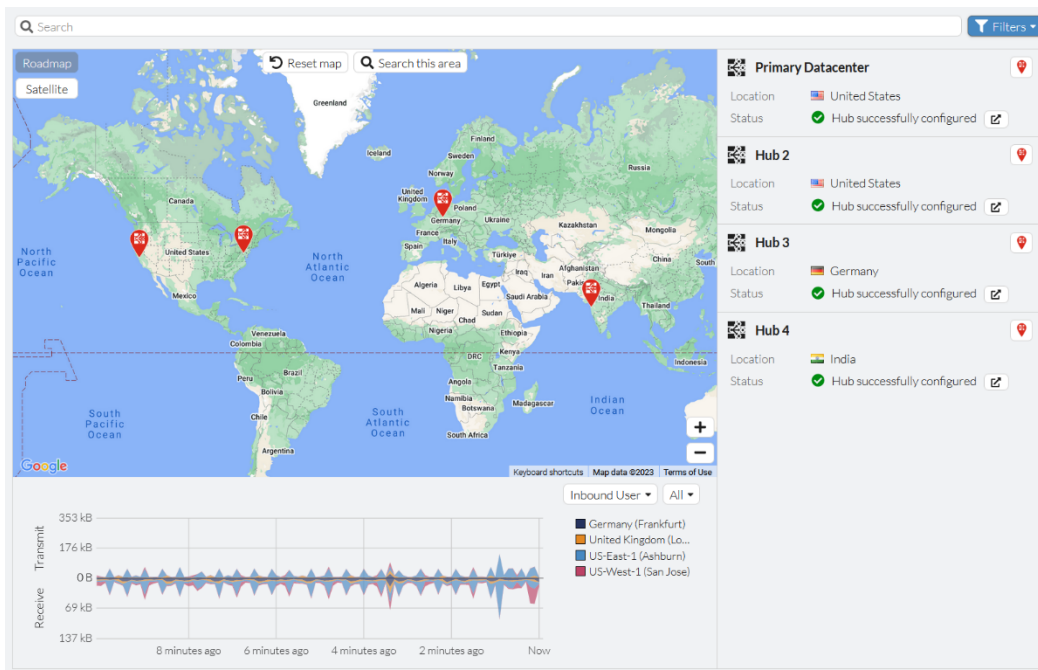 Search
Filters
Roadmap
Satellite
Reset map
Search this area
Greenland
Iceland
Finland
Sweden
Norway
Russia
Canada
United Kingdom
Poland
Germany
Ukraine
France
Kazakhstan
Mongolia
Italy
Spain
Türkiye
North Pacific Ocean
United States
North Atlantic Ocean
Iraq
Iran
Afghanistan
China
South
Algeria
Libya
Egypt
Saudi Arabia
India
Mexico
Mali
Niger
Sudan
Chad
Thailand
Nigeria
Ethiopia
Venezuela
Colombia
Kenya
DRC
Tanzania
Brazil
Peru
Bolivia
Angola
Namibia
Botswana
Madagascar
Indian Ocean
South Pacific Ocean
Chile
South Atlantic Ocean
South Africa
Argentina
Google
Keyboard shortcuts
Map data ©2023
Terms of Use
Primary Datacenter
Location United States
Status Hub successfully configured
Hub 2
Location United States
Status Hub successfully configured
Hub 3
Location Germany
Status Hub successfully configured
Hub 4
Location India
Status Hub successfully configured
Inbound User
All
Transmit
Receive
353 kB
176 kB
0 B
69 kB
137 kB
8 minutes ago
6 minutes ago
4 minutes ago
2 minutes ago
Now
Germany (Frankfurt)
United Kingdom (Lo...
US-East-1 (Ashburn)
US-West-1 (San Jose)